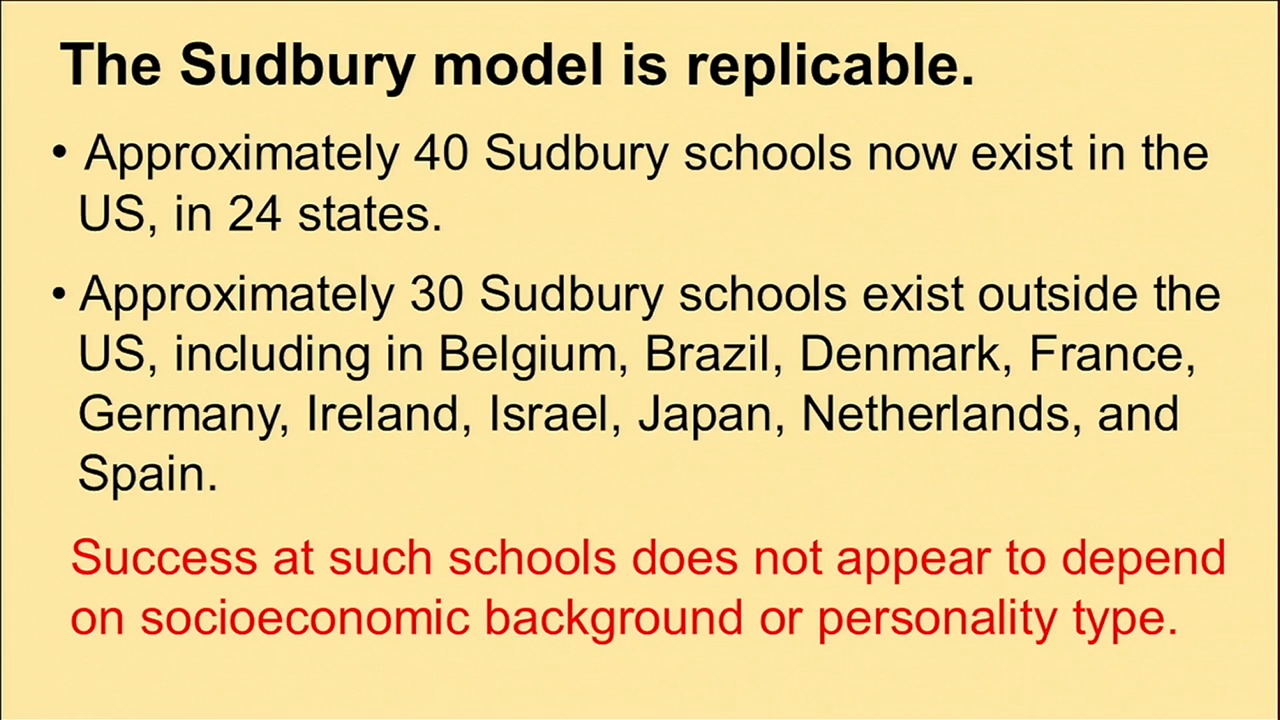 The Sudbury model is replicable.
• Approximately 40 Sudbury schools now exist in the
US, in 24 states.
• Approximately 30 Sudbury schools exist outside the
US, including in Belgium, Brazil, Denmark, France,
Germany, Ireland, Israel, Japan, Netherlands, and
Spain.
Success at such schools does not appear to depend
on socioeconomic background or personality type.